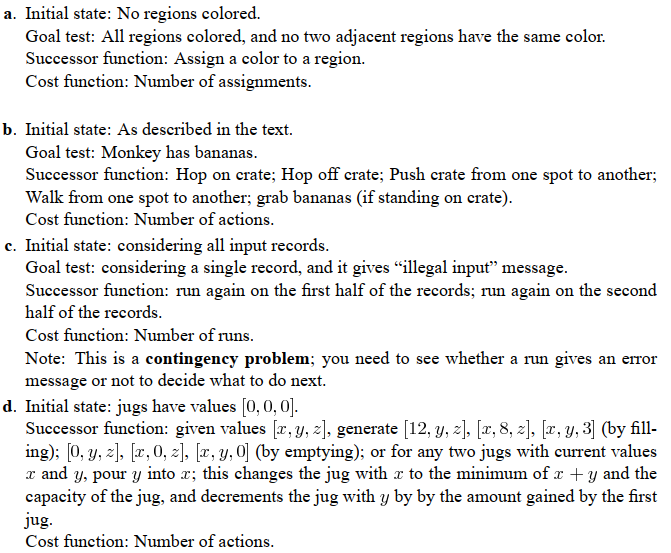 a. Initial state: No regions colored.
Goal test: All regions colored, and no two adjacent regions have the same color.
Successor function: Assign a color to a region.
Cost function: Number of assignments.
b. Initial state: As described in the text.
Goal test: Monkey has bananas.
Successor function: Hop on crate; Hop off crate; Push crate from one spot to another;
Walk from one spot to another; grab bananas (if standing on crate).
Cost function: Number of actions.
c. Initial state: considering all input records.
Goal test: considering a single record, and it gives “illegal input” message.
Successor function: run again on the first half of the records; run again on the second
half of the records.
Cost function: Number of runs.
Note: This is a contingency problem; you need to see whether a run gives an error
message or not to decide what to do next.
d. Initial state: jugs have values [0, 0, 0].
Successor function: given values [x, y, z], generate [12, y, z], [x, 8, z], [x, y, 3] (by fill-
ing); [0, y, z], [x, 0, z], [x, y, 0] (by emptying); or for any two jugs with current values
x and y, pour y into x; this changes the jug with x to the minimum of x + y and the
capacity of the jug, and decrements the jug with y by by the amount gained by the first
jug.
Cost function: Number of actions.